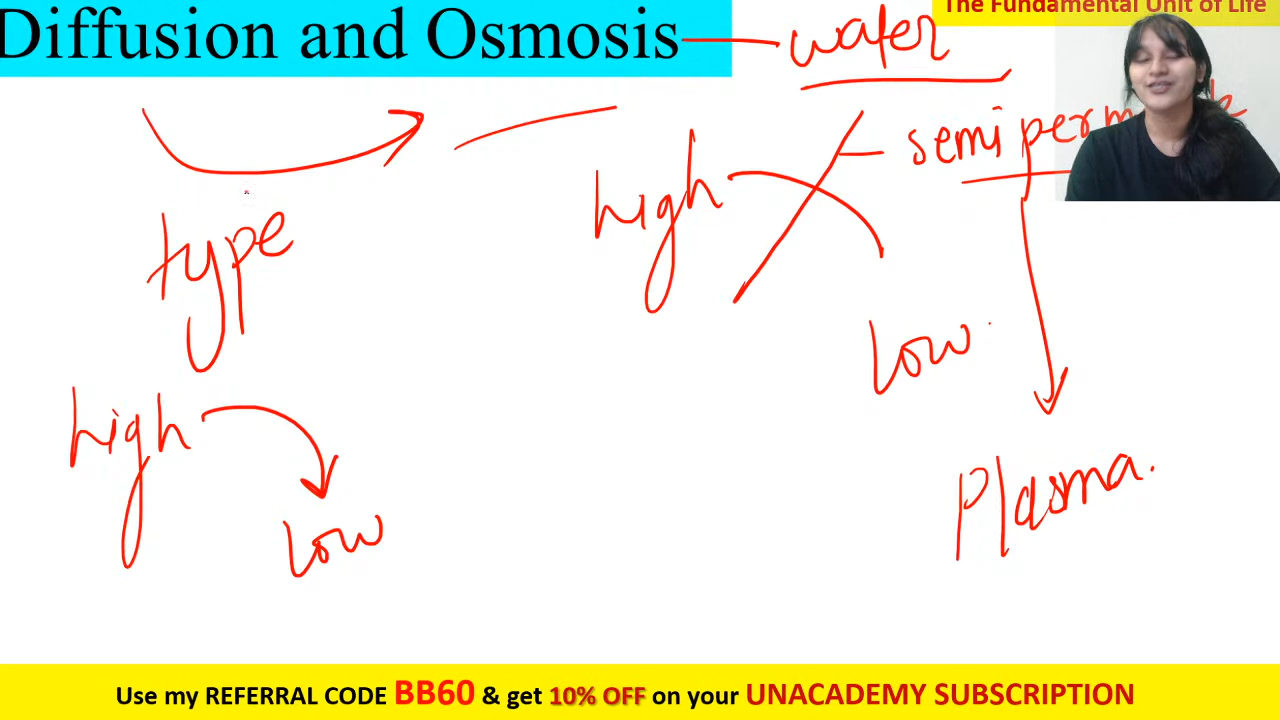 The Fundamental Unit of Life
Diffusion and Osmosis
water
semi
high
type
low
high
low
Plasma.
Use my REFERRAL CODE BB60 & get 10% OFF on your UNACADEMY SUBSCRIPTION